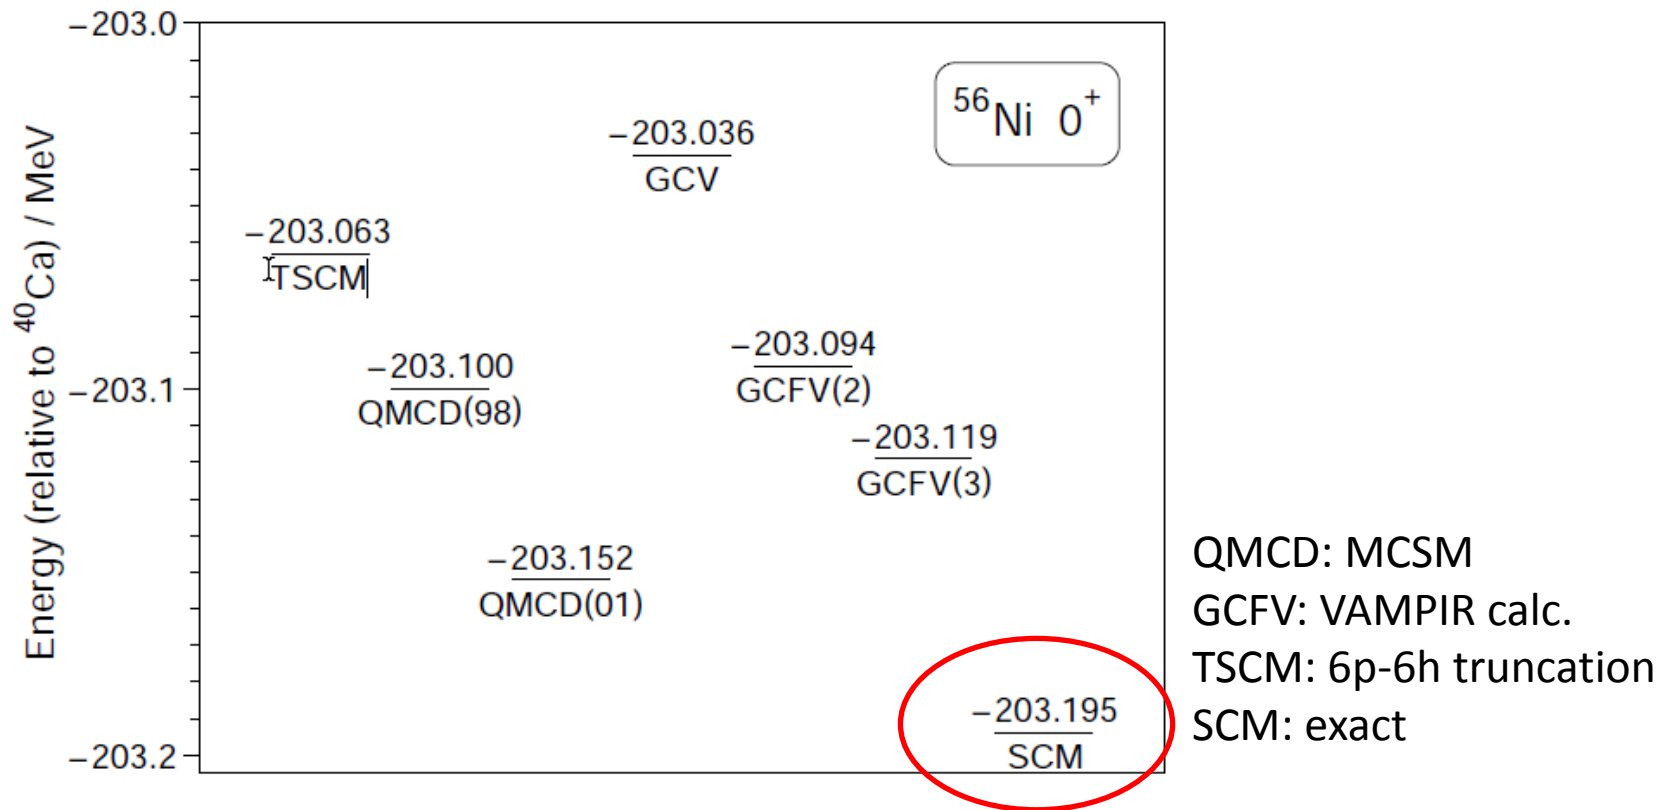 −203.0
−203.1
−203.2
Energy (relative to ⁴⁰Ca) / MeV
⁵⁶Ni 0⁺
−203.036
GCV
−203.063
TSCM
−203.094
GCFV(2)
−203.100
QMCD(98)
−203.119
GCFV(3)
−203.152
QMCD(01)
−203.195
SCM
QMCD: MCSM
GCFV: VAMPIR calc.
TSCM: 6p-6h truncation
SCM: exact